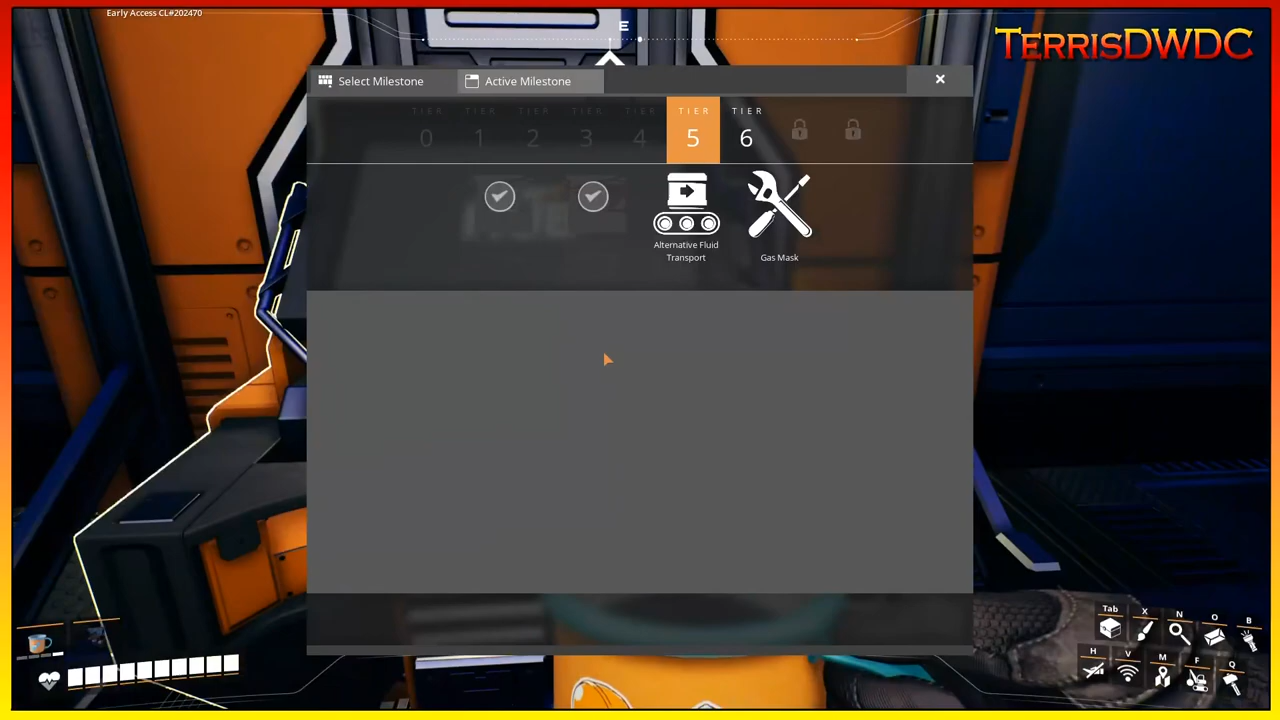 Early Access CL#202470
E
TERRISDWDC
Select Milestone
Active Milestone
TIER TIER TIER TIER TIER TIER TIER
0 1 2 3 4 5 6
Alternative Fluid
Transport
Gas Mask
Tab X N O B
H V M F Q